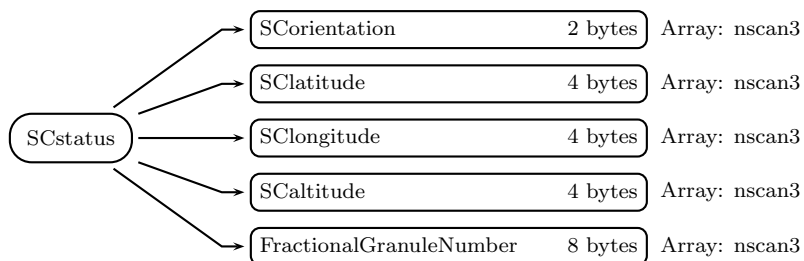 SCorientation 2 bytes Array: nscan3
SClatitude 4 bytes Array: nscan3
SCstatus
SClongitude 4 bytes Array: nscan3
SCaltitude 4 bytes Array: nscan3
FractionalGranuleNumber 8 bytes Array: nscan3